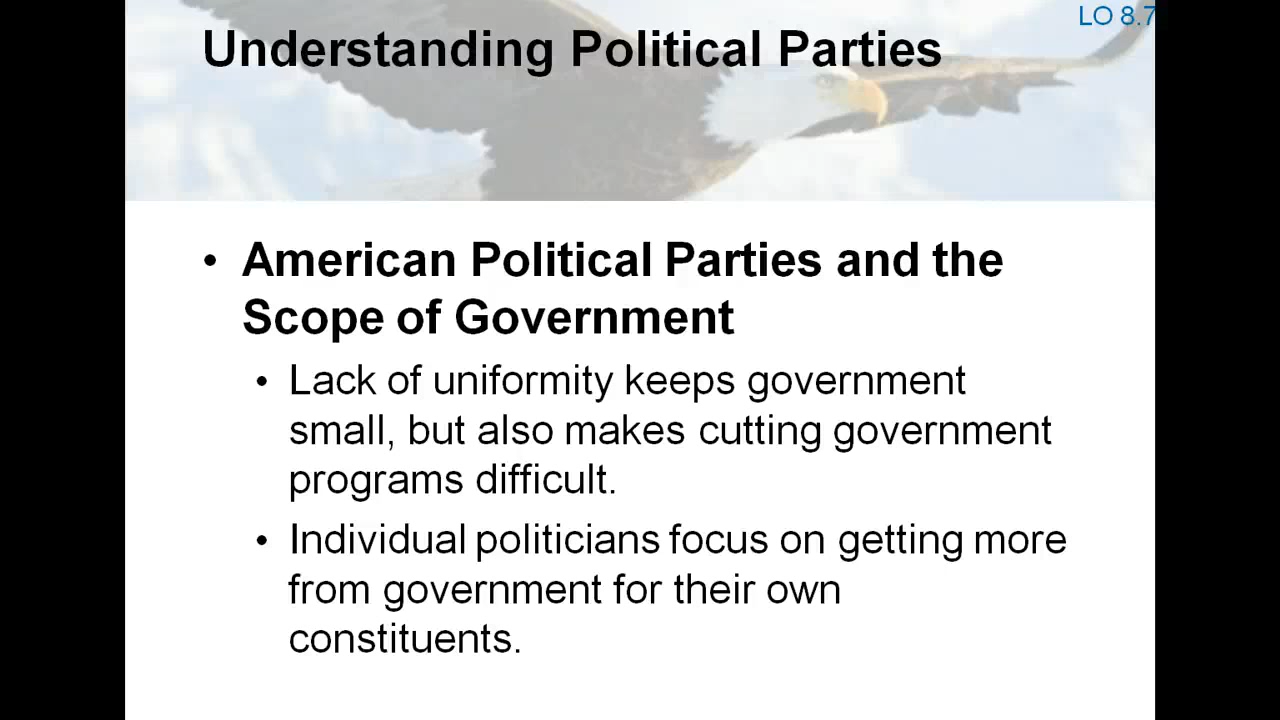 LO 8.7
Understanding Political Parties
• American Political Parties and the
Scope of Government
• Lack of uniformity keeps government
small, but also makes cutting government
programs difficult.
• Individual politicians focus on getting more
from government for their own
constituents.